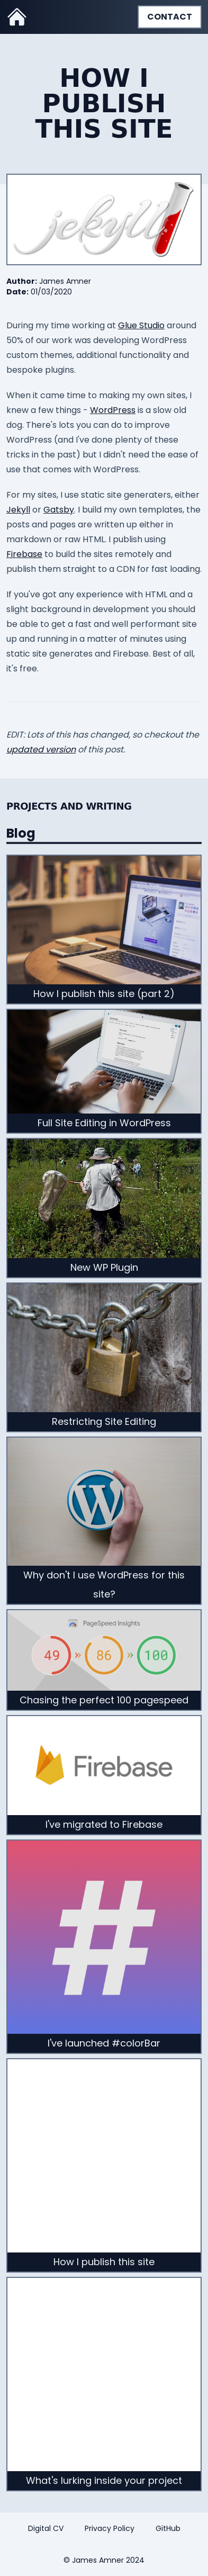 CONTACT
HOW I
PUBLISH
THIS SITE
jekyll
Author: James Amner
Date: 01/03/2020
During my time working at Glue Studio around
50% of our work was developing WordPress
custom themes, additional functionality and
bespoke plugins.
When it came time to making my own sites, I
knew a few things - WordPress is a slow old
dog. There's lots you can do to improve
WordPress (and I've done plenty of these
tricks in the past) but I didn't need the ease of
use that comes with WordPress.
For my sites, I use static site generaters, either
Jekyll or Gatsby. I build my own templates, the
posts and pages are written up either in
markdown or raw HTML. I publish using
Firebase to build the sites remotely and
publish them straight to a CDN for fast loading.
If you've got any experience with HTML and a
slight background in development you should
be able to get a fast and well performant site
up and running in a matter of minutes using
static site generates and Firebase. Best of all,
it's free.
EDIT: Lots of this has changed, so checkout the
updated version of this post.
PROJECTS AND WRITING
Blog
How I publish this site (part 2)
Full Site Editing in WordPress
New WP Plugin
Restricting Site Editing
Why don't I use WordPress for this
site?
PageSpeed Insights
49 » 86 » 100
Chasing the perfect 100 pagespeed
Firebase
I've migrated to Firebase
#
I've launched #colorBar
How I publish this site
What's lurking inside your project
Digital CV
Privacy Policy
GitHub
© James Amner 2024